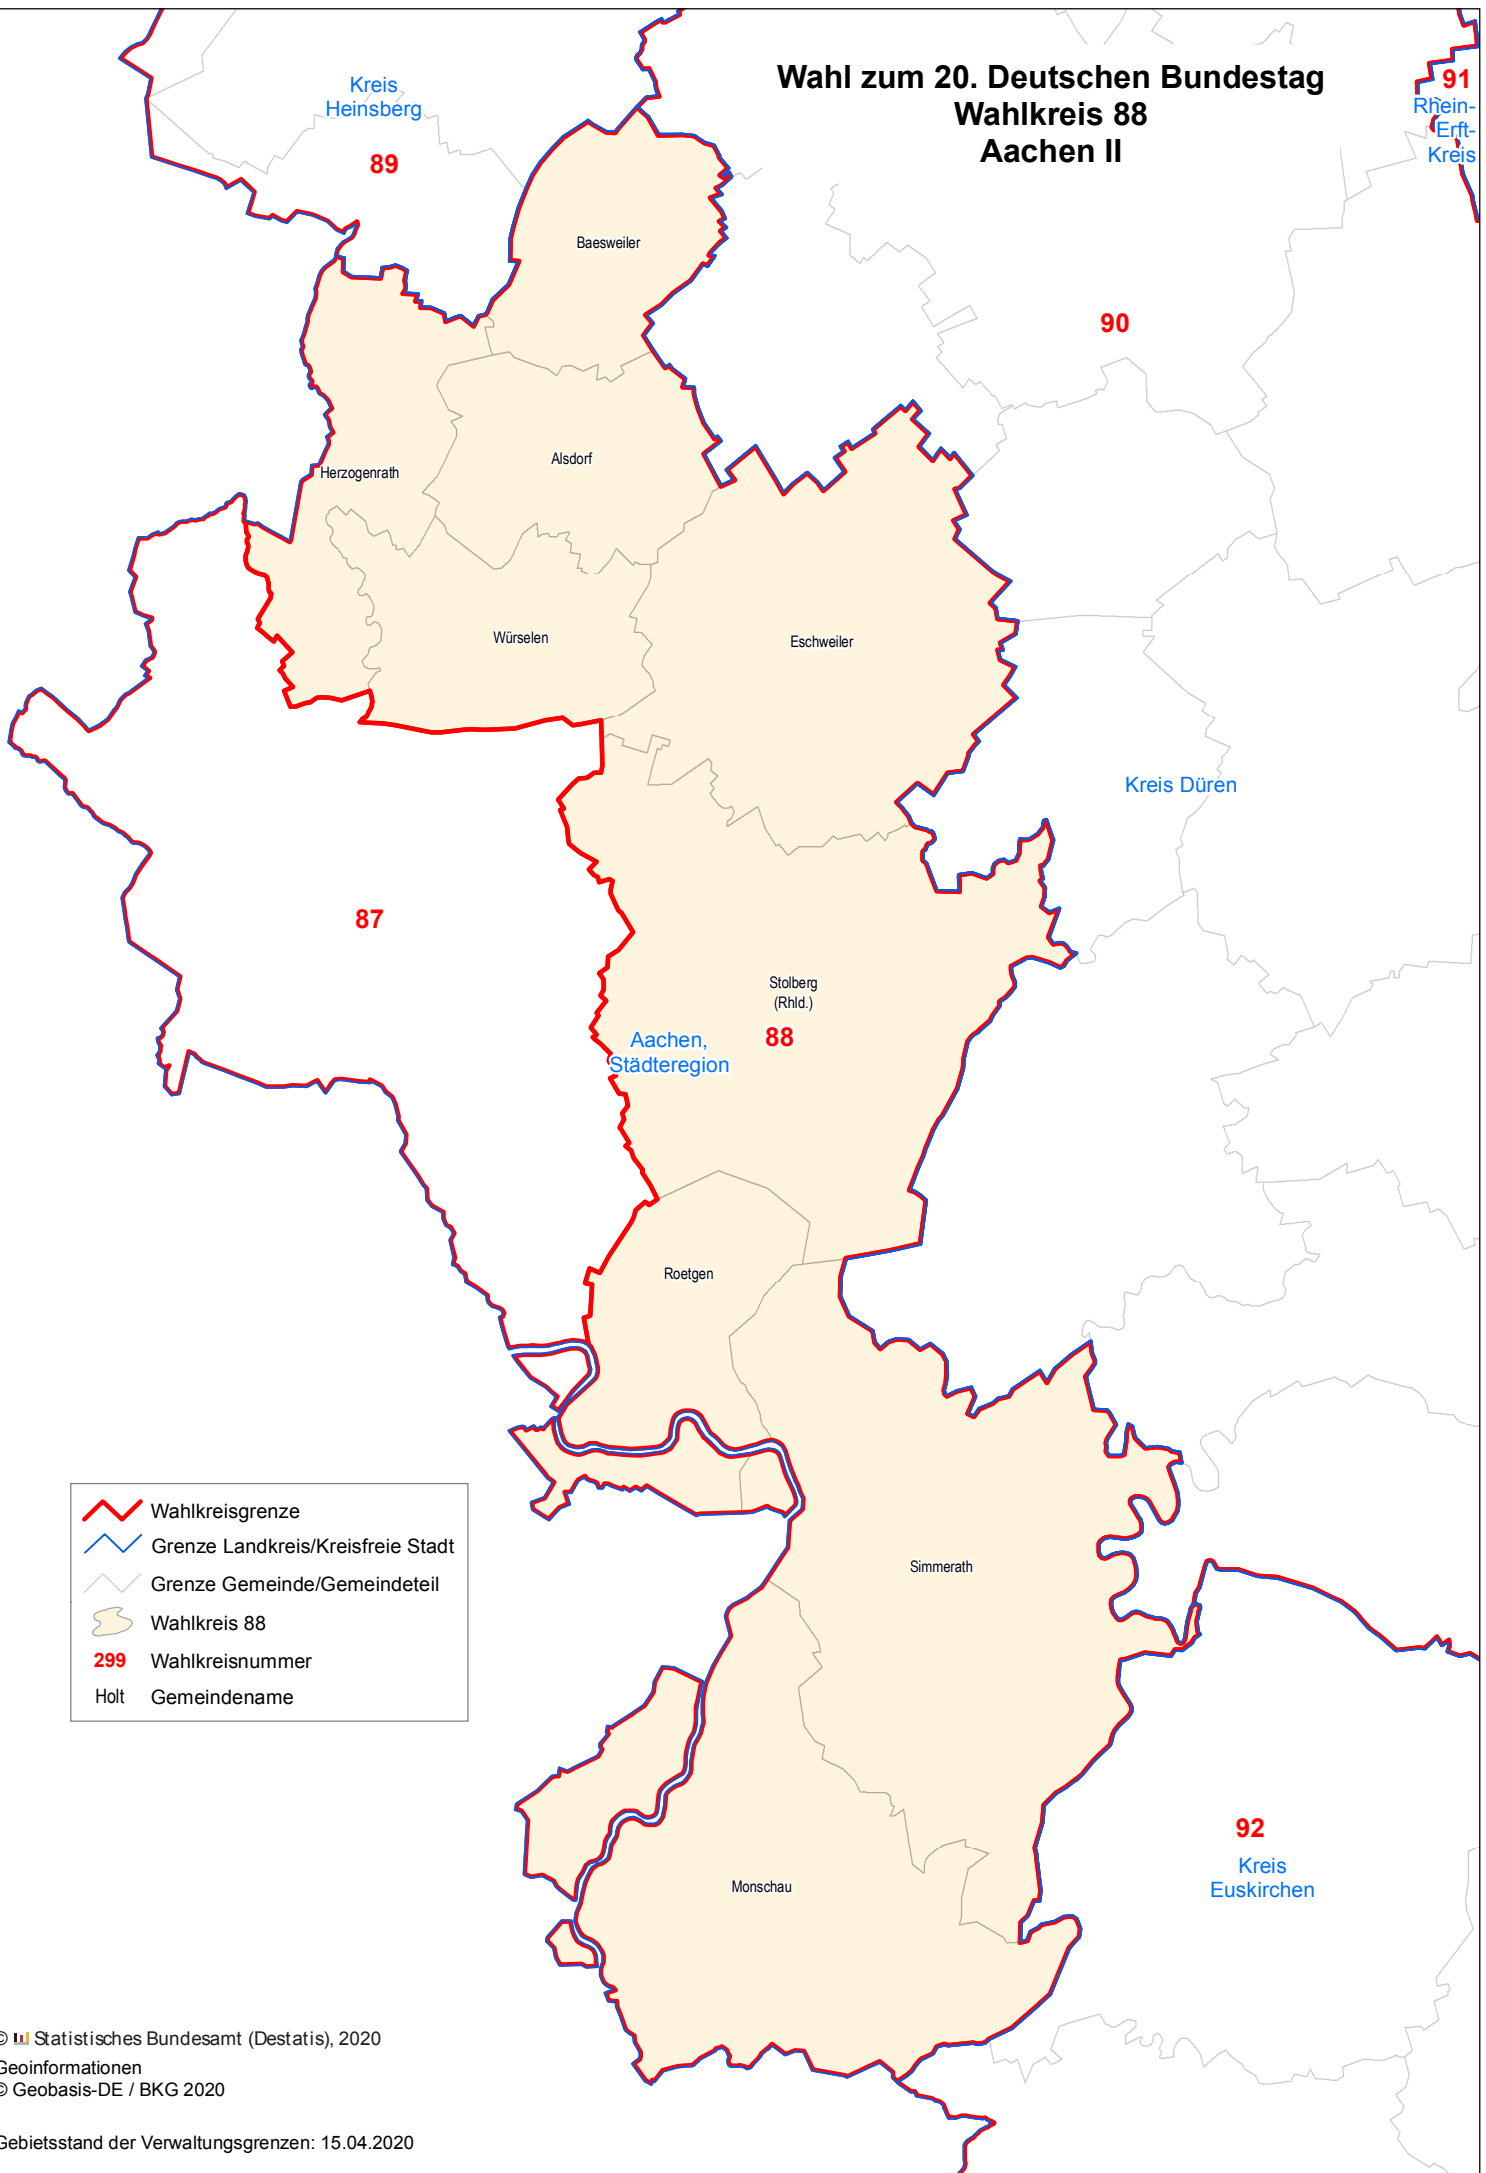 Wahl zum 20. Deutschen Bundestag
Wahlkreis 88
Aachen II
91
Rhein-
Erft-
Kreis
Kreis
Heinsberg
89
Baesweiler
90
Alsdorf
Herzogenrath
Würselen
Eschweiler
Kreis Düren
87
Stolberg
(Rhld.)
88
Aachen,
Städteregion
Roetgen
Simmerath
Wahlkreisgrenze
Grenze Landkreis/Kreisfreie Stadt
Grenze Gemeinde/Gemeindeteil
Wahlkreis 88
299 Wahlkreisnummer
Holt Gemeindename
92
Kreis
Euskirchen
Monschau
© Statistisches Bundesamt (Destatis), 2020
Geoinformationen
© Geobasis-DE / BKG 2020
Gebietsstand der Verwaltungsgrenzen: 15.04.2020